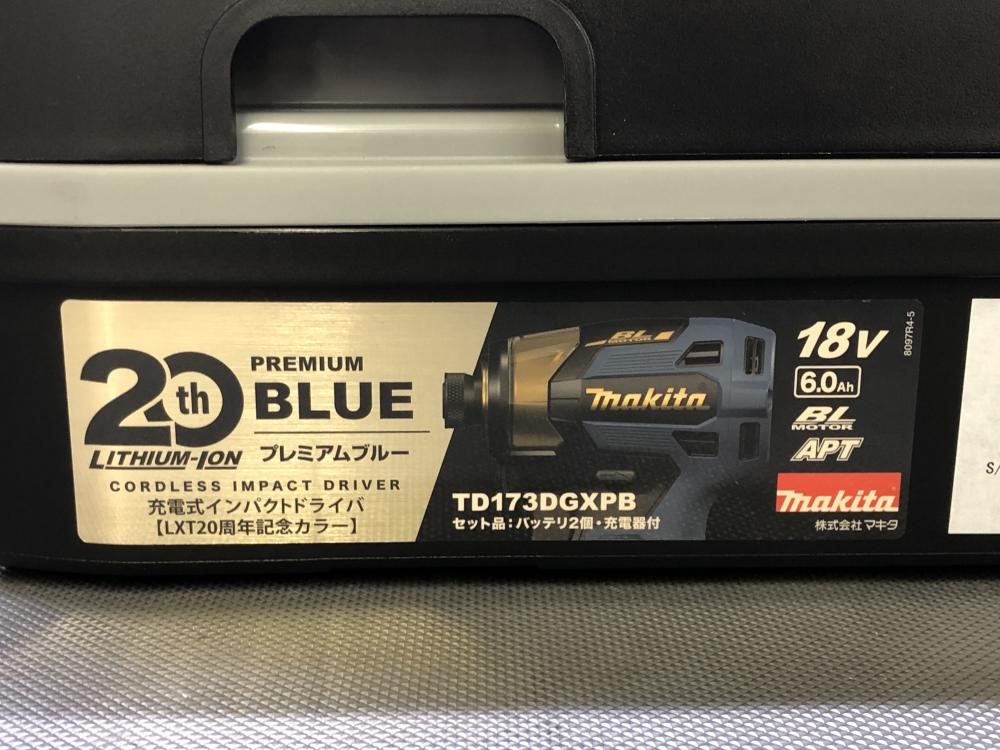 20th
LITHIUM-ION
PREMIUM
BLUE
プレミアムブルー
CORDLESS IMPACT DRIVER
充電式インパクトドライバ
【LXT20周年記念カラー】
BL
MOTOR
makita
TD173DGXPB
セット品:バッテリ2個・充電器付
18V
6.0Ah
BL
MOTOR
APT
makita
株式会社マキタ
8097R4-5
S/